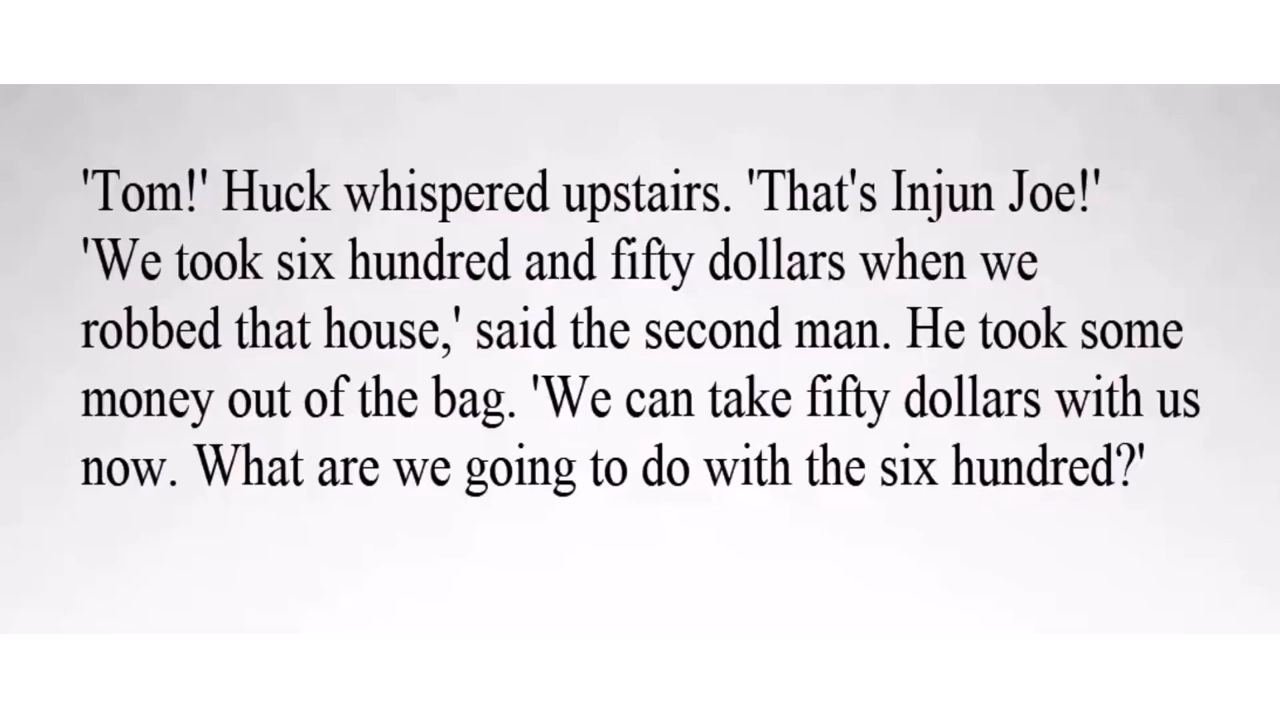 'Tom!' Huck whispered upstairs. 'That's Injun Joe!'
'We took six hundred and fifty dollars when we
robbed that house,' said the second man. He took some
money out of the bag. 'We can take fifty dollars with us
now. What are we going to do with the six hundred?'